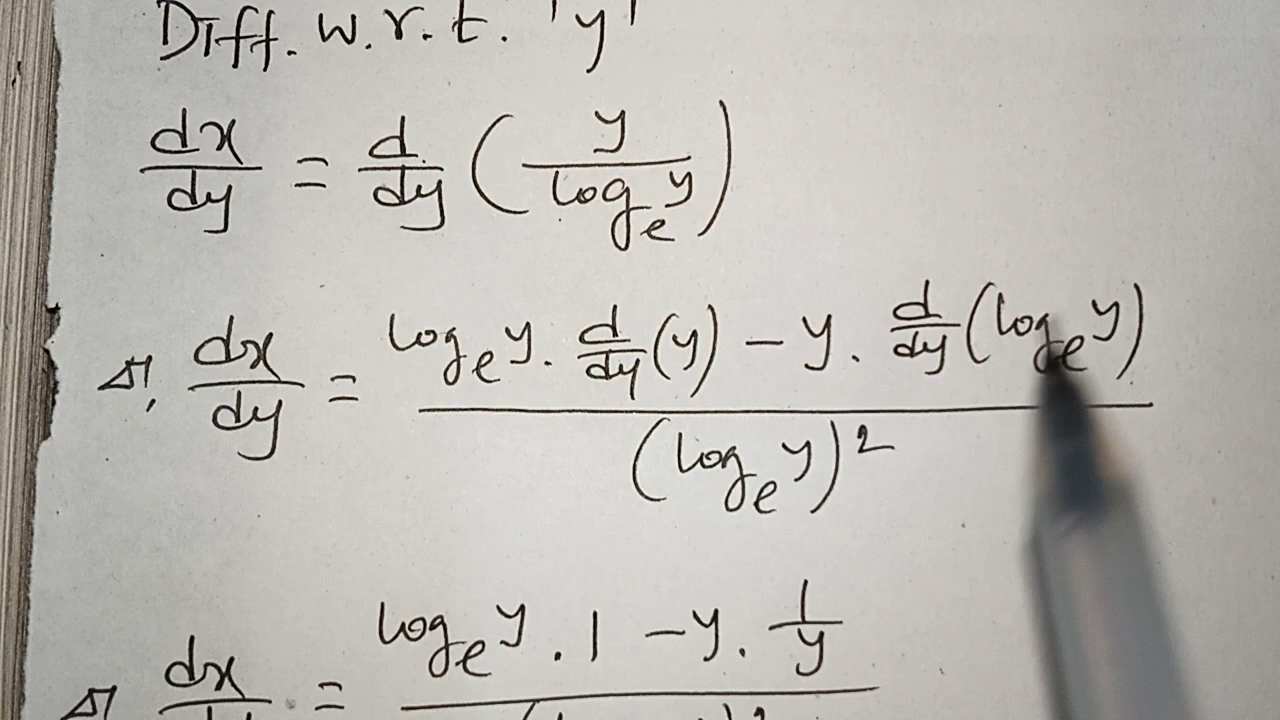 Diff. w.r.t. 'y'
dx/dy = d/dy (y/log_e y)
⇒, dx/dy = (log_e y · d/dy (y) − y · d/dy (log_e y)) / (log_e y)²
⇒ dx/dy = (log_e y · 1 − y · 1/y) /